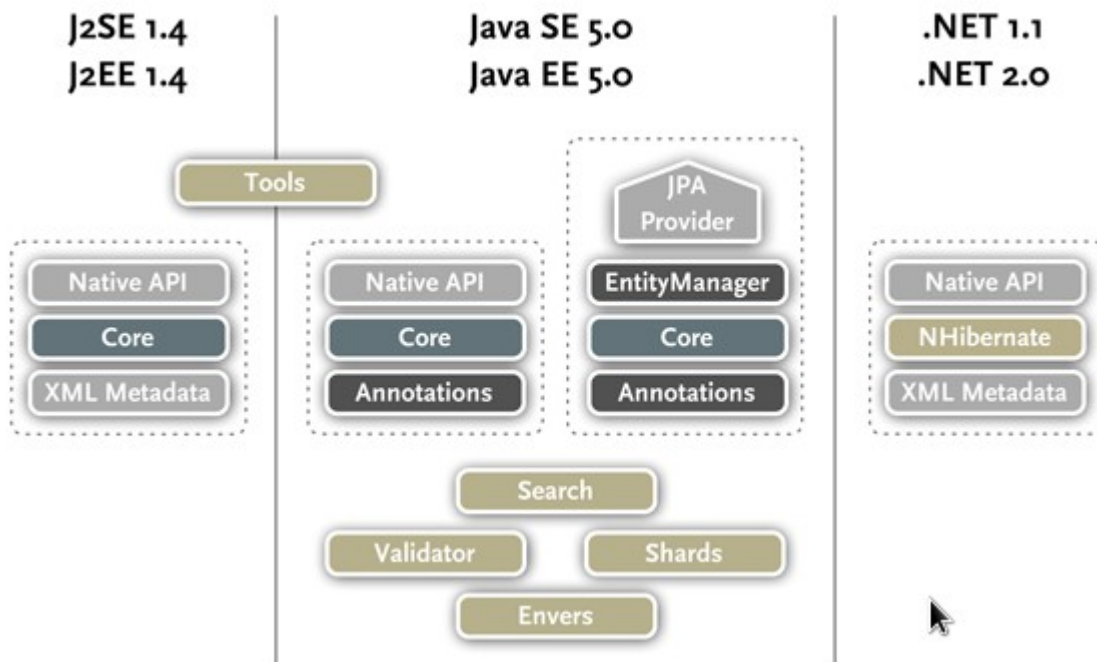 J2SE 1.4
J2EE 1.4
Java SE 5.0
Java EE 5.0
.NET 1.1
.NET 2.0
Tools
JPA
Provider
Native API
Core
XML Metadata
Native API
Core
Annotations
EntityManager
Core
Annotations
Native API
NHibernate
XML Metadata
Search
Validator
Shards
Envers